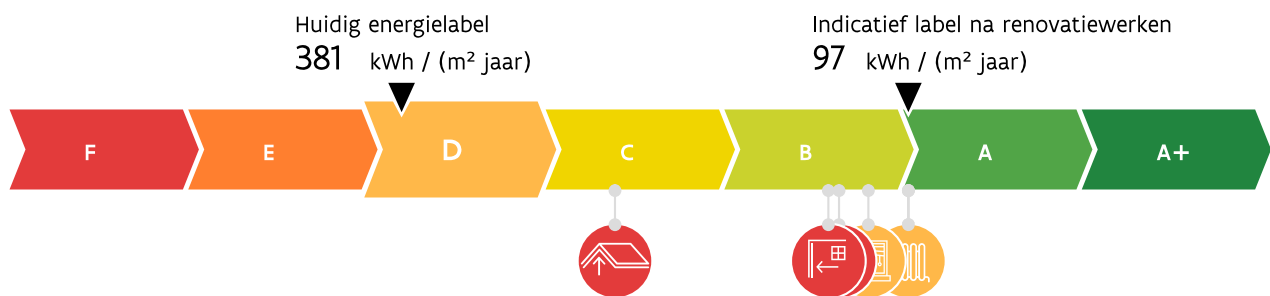 Huidig energielabel
381 kWh / (m² jaar)
Indicatief label na renovatiewerken
97 kWh / (m² jaar)
F E D C B A A+